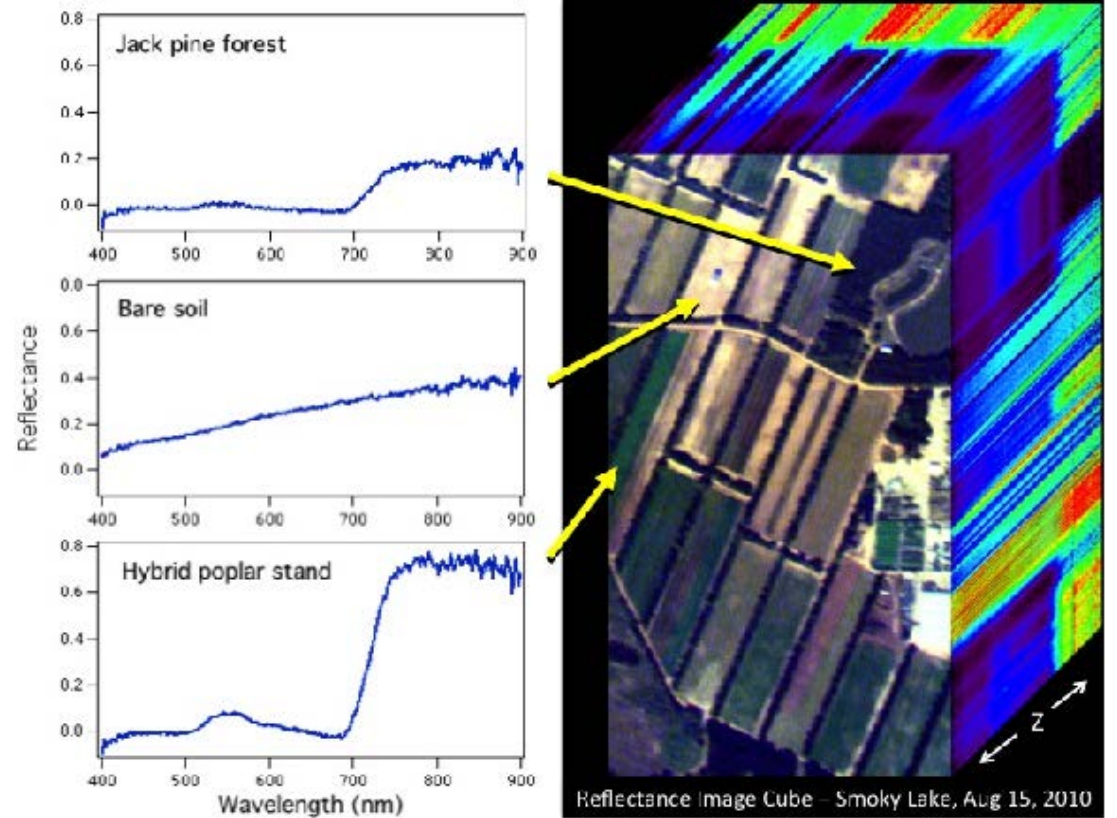 0.8
Jack pine forest
0.6
0.4
0.2
0.0
400 500 600 700 800 900
0.8
Bare soil
0.6
0.4
0.2
0.0
400 500 600 700 800 900
Reflectance
0.8
Hybrid poplar stand
0.6
0.4
0.2
0.0
400 500 600 700 800 900
Wavelength (nm)
Z
Reflectance Image Cube – Smoky Lake, Aug 15, 2010